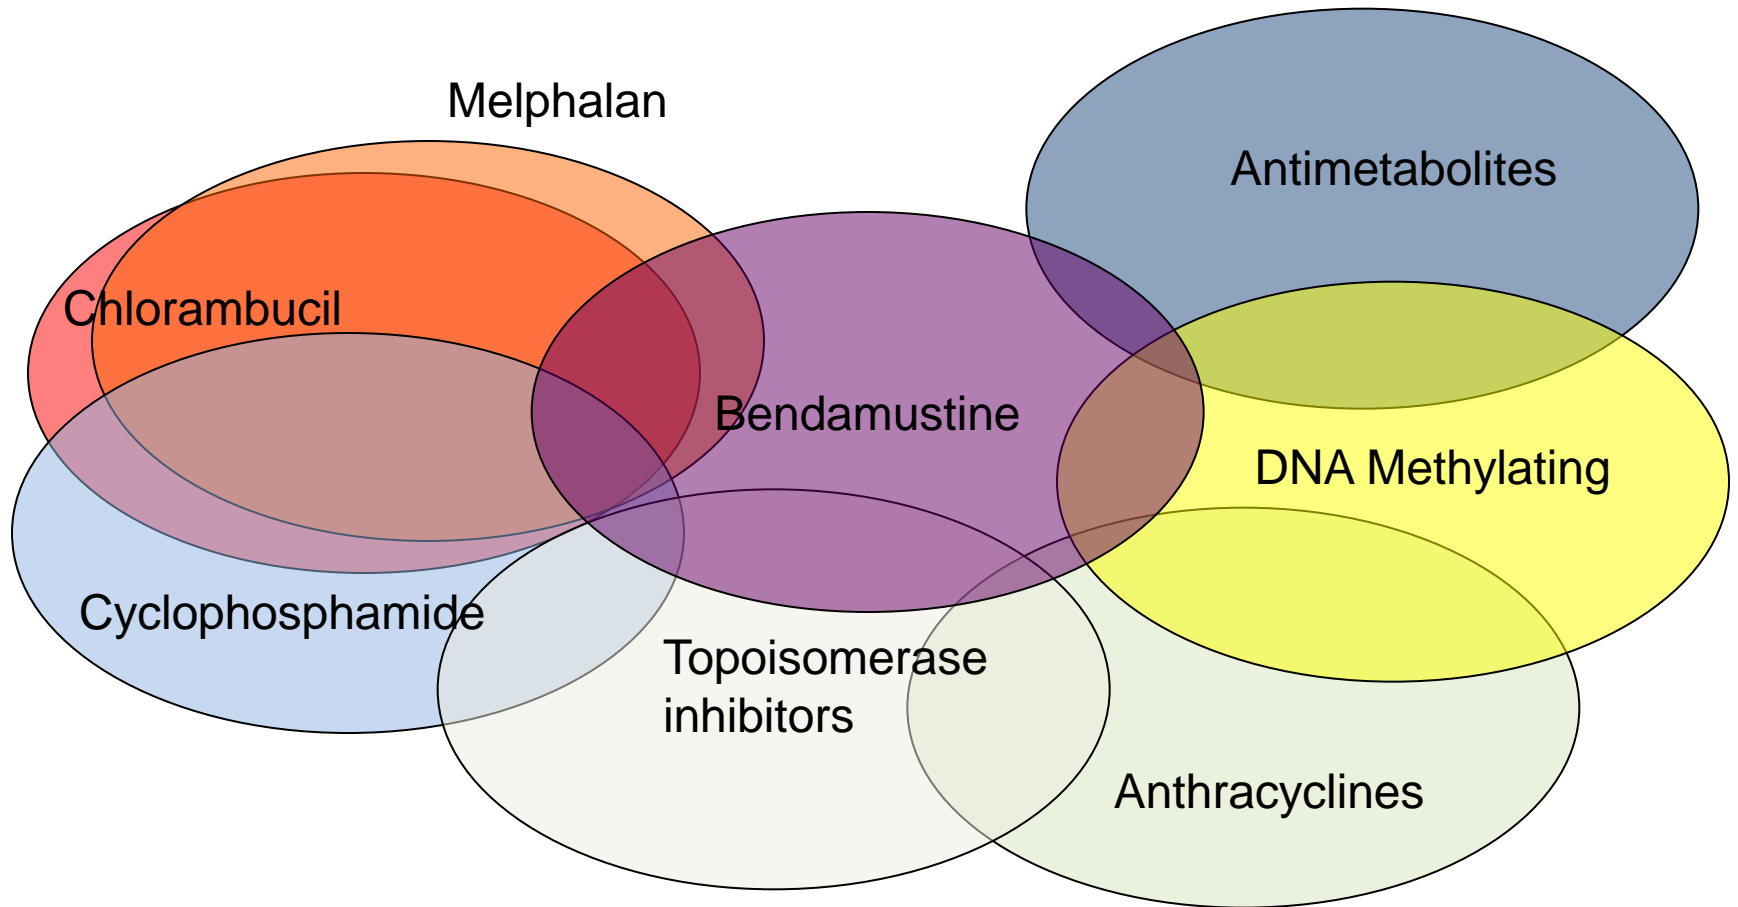 Melphalan
Antimetabolites
Chlorambucil
Bendamustine
DNA Methylating
Cyclophosphamide
Topoisomerase
inhibitors
Anthracyclines